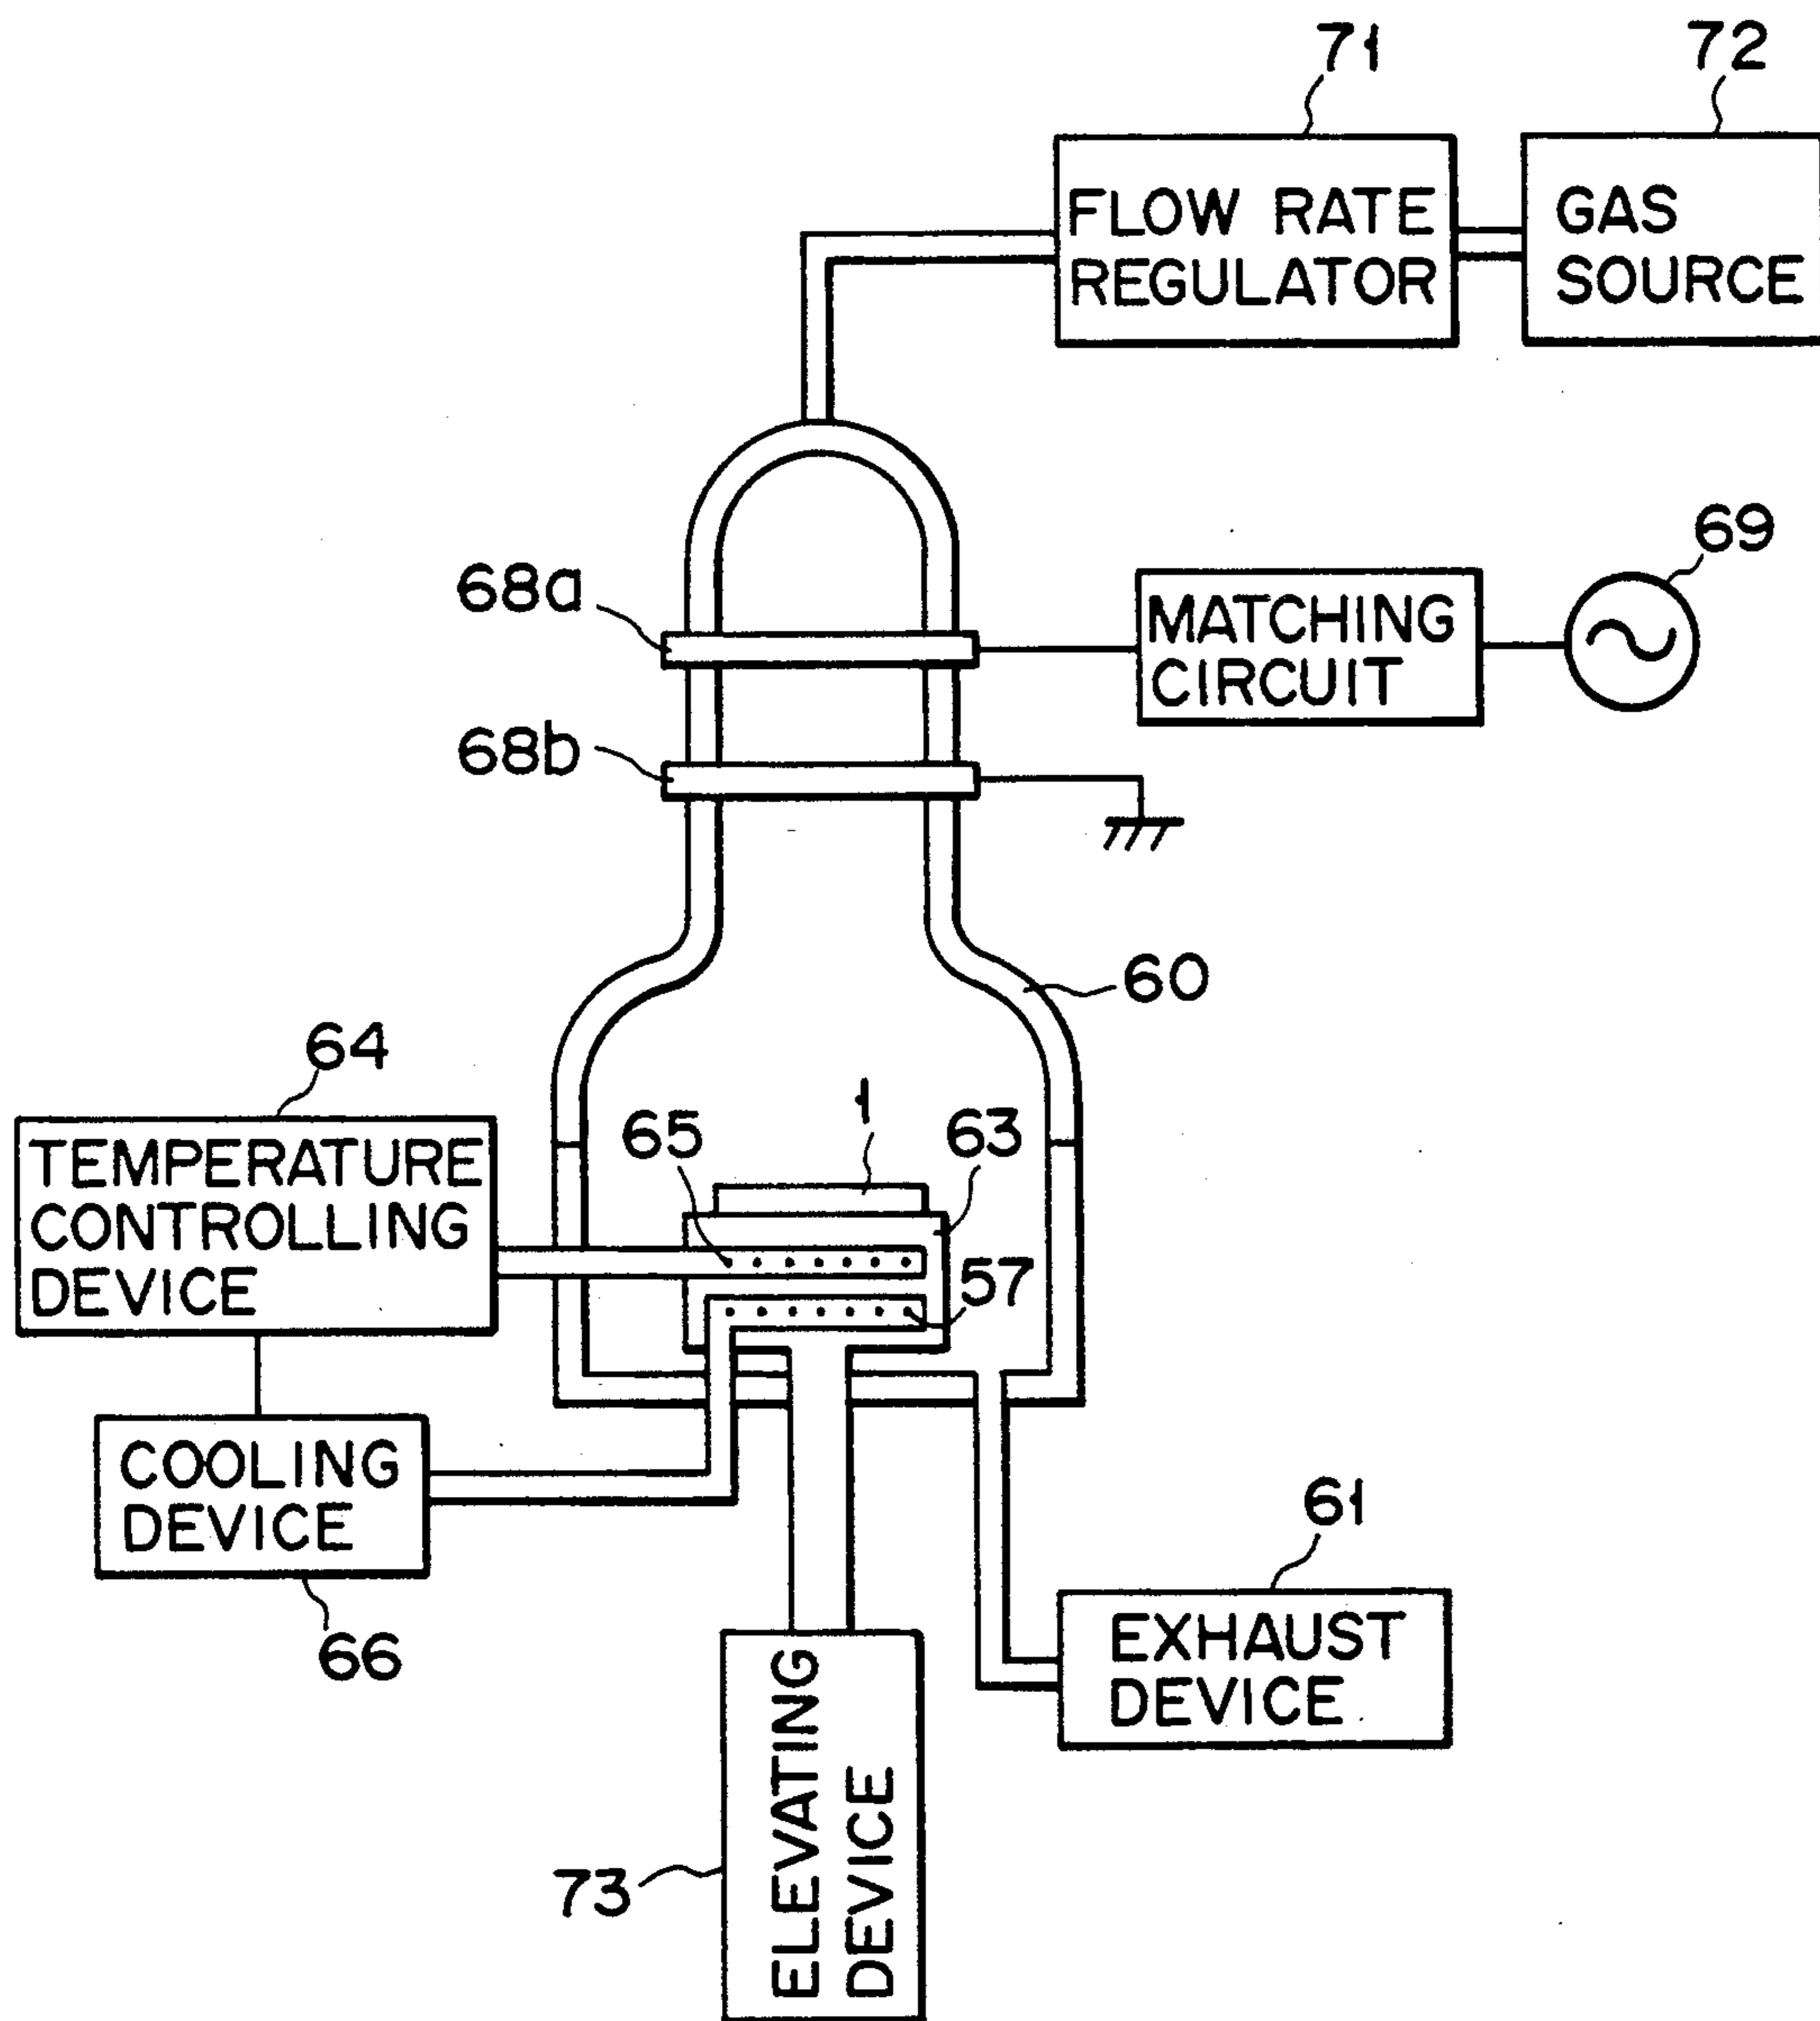 71
72
FLOW RATE
REGULATOR
GAS
SOURCE
69
68a
MATCHING
CIRCUIT
68b
60
64
1
65
63
TEMPERATURE
CONTROLLING
DEVICE
57
COOLING
DEVICE
61
66
EXHAUST
DEVICE
ELEVATING
DEVICE
73